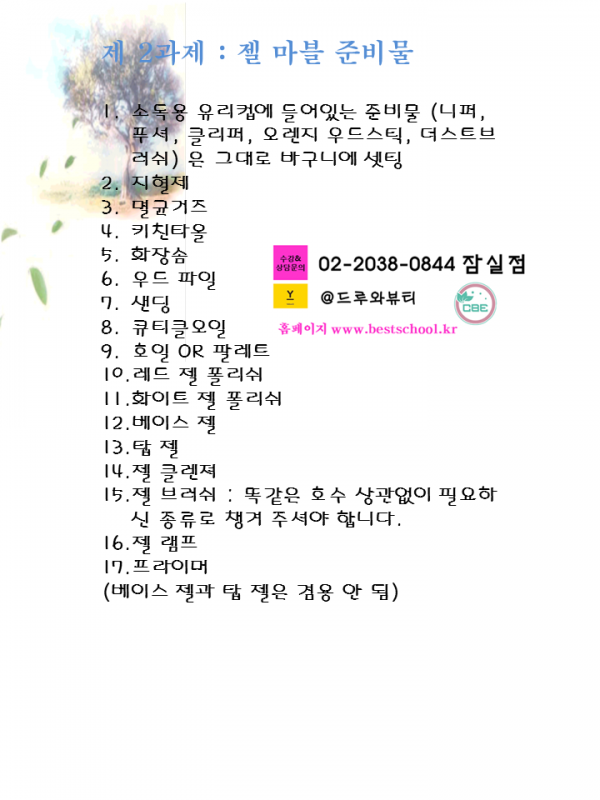 제 2과제 : 젤 마블 준비물
1. 소독용 유리컵에 들어있는 준비물 (니퍼,
푸셔, 클리퍼, 오렌지 우드스틱, 더스트브
러쉬) 은 그대로 바구니에 셋팅
2. 지혈제
3. 멸균거즈
4. 키친타올
5. 화장솜
6. 우드 파일
7. 샌딩
8. 큐티클오일
9. 호일 OR 팔레트
10.레드 젤 폴리쉬
11.화이트 젤 폴리쉬
12.베이스 젤
13.탑 젤
14.젤 클렌져
15.젤 브러쉬 : 똑같은 호수 상관없이 필요하
신 종류로 챙겨 주셔야 합니다.
16.젤 램프
17.프라이머
(베이스 젤과 탑 젤은 겸용 안 됨)
수강&
상담문의
02-2038-0844 잠실점
Y
@드루와뷰티
CBE
홈페이지 www.bestschool.kr